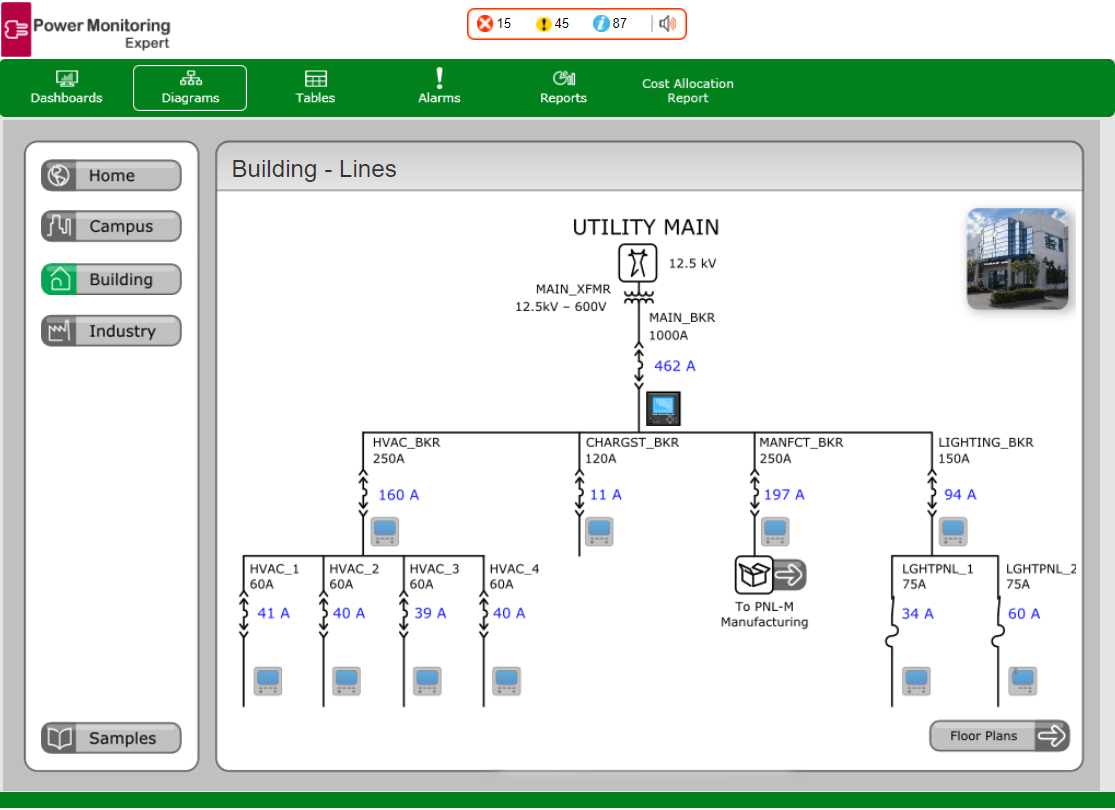 Power Monitoring
Expert
15
45
87
Dashboards
Diagrams
Tables
Alarms
Reports
Cost Allocation
Report
Home
Campus
Building
Industry
Samples
Building - Lines
UTILITY MAIN
12.5 kV
MAIN_XFMR
12.5kV – 600V
MAIN_BKR
1000A
462 A
HVAC_BKR
250A
160 A
CHARGST_BKR
120A
11 A
MANFCT_BKR
250A
197 A
LIGHTING_BKR
150A
94 A
HVAC_1
60A
41 A
HVAC_2
60A
40 A
HVAC_3
60A
39 A
HVAC_4
60A
40 A
To PNL-M
Manufacturing
LGHTPNL_1
75A
34 A
LGHTPNL_2
75A
60 A
Floor Plans